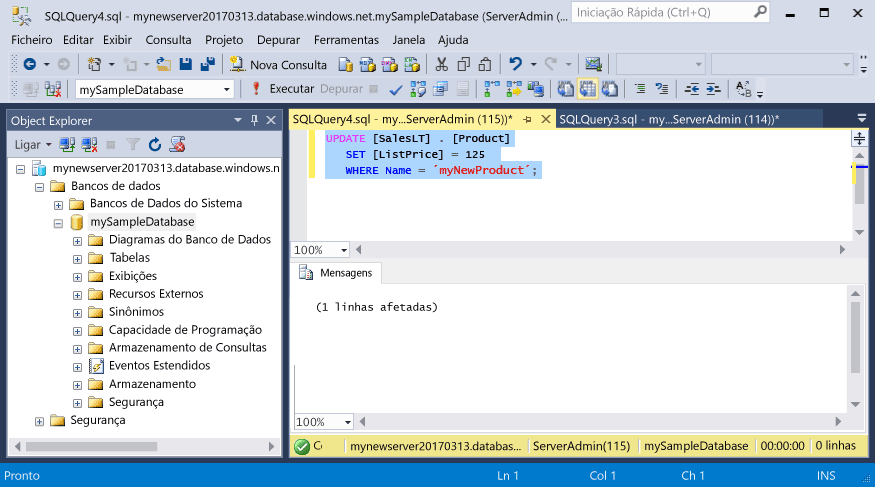 SQLQuery4.sql - mynewserver20170313.database.windows.net.mySampleDatabase (ServerAdmin (...
Iniciação Rápida (Ctrl+Q)
Ficheiro Editar Exibir Consulta Projeto Depurar Ferramentas Janela Ajuda
Nova Consulta
MDX DMX XMLA DAX
mySampleDatabase
Executar Depurar
Object Explorer
Ligar
mynewserver20170313.database.windows.n
Bancos de dados
Bancos de Dados do Sistema
mySampleDatabase
Diagramas do Banco de Dados
Tabelas
Exibições
Recursos Externos
Sinônimos
Capacidade de Programação
Armazenamento de Consultas
Eventos Estendidos
Armazenamento
Segurança
Segurança
SQLQuery4.sql - my...ServerAdmin (115))*
SQLQuery3.sql - my...ServerAdmin (114))*
UPDATE [SalesLT] . [Product]
SET [ListPrice] = 125
WHERE Name = ´myNewProduct´;
100%
Mensagens
(1 linhas afetadas)
100%
mynewserver20170313.databas...
ServerAdmin(115)
mySampleDatabase
00:00:00
0 linhas
Pronto
Ln 1
Col 1
Ch 1
INS